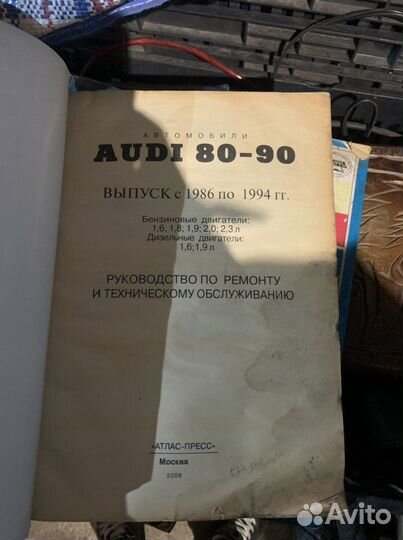 АВТОМОБИЛИ
AUDI 80-90
ВЫПУСК с 1986 по 1994 гг.
Бензиновые двигатели:
1,6; 1,8; 1,9; 2,0; 2,3 л
Дизельные двигатели:
1,6; 1,9 л
РУКОВОДСТВО ПО РЕМОНТУ
И ТЕХНИЧЕСКОМУ ОБСЛУЖИВАНИЮ
«АТЛАС-ПРЕСС»
Москва
2006
Avito